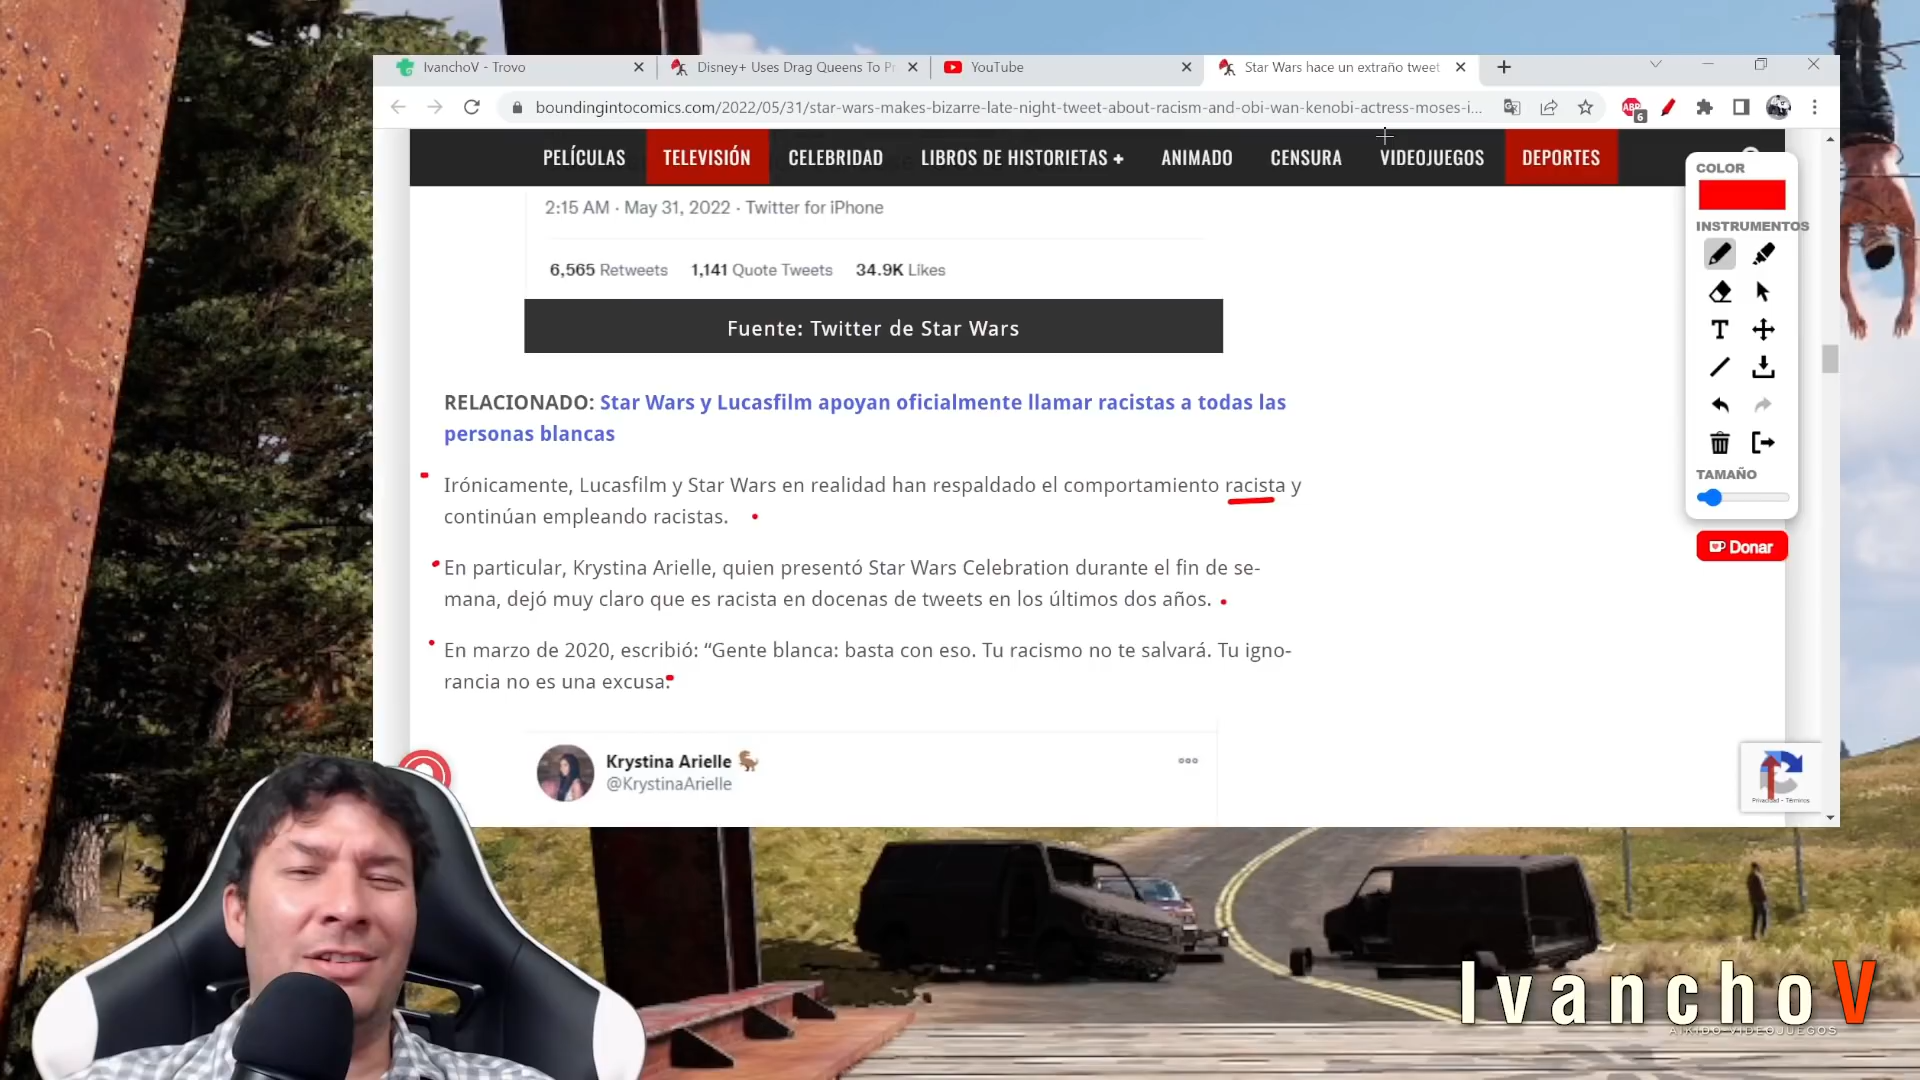 IvanchoV - Trovo
Disney+ Uses Drag Queens To P
YouTube
Star Wars hace un extraño tweet
boundingintocomics.com/2022/05/31/star-wars-makes-bizarre-late-night-tweet-about-racism-and-obi-wan-kenobi-actress-moses-i...
ABP
6
PELÍCULAS
TELEVISIÓN
CELEBRIDAD
LIBROS DE HISTORIETAS +
ANIMADO
CENSURA
VIDEOJUEGOS
DEPORTES
COLOR
INSTRUMENTOS
T
TAMAÑO
Donar
2:15 AM · May 31, 2022 · Twitter for iPhone
6,565 Retweets 1,141 Quote Tweets 34.9K Likes
Fuente: Twitter de Star Wars
RELACIONADO: Star Wars y Lucasfilm apoyan oficialmente llamar racistas a todas las
personas blancas
Irónicamente, Lucasfilm y Star Wars en realidad han respaldado el comportamiento racista y
continúan empleando racistas.
En particular, Krystina Arielle, quien presentó Star Wars Celebration durante el fin de se-
mana, dejó muy claro que es racista en docenas de tweets en los últimos dos años.
En marzo de 2020, escribió: “Gente blanca: basta con eso. Tu racismo no te salvará. Tu igno-
rancia no es una excusa.
Krystina Arielle
@KrystinaArielle
Privacidad - Términos
IvanchoV
AIKIDO-VIDEOJUEGOS